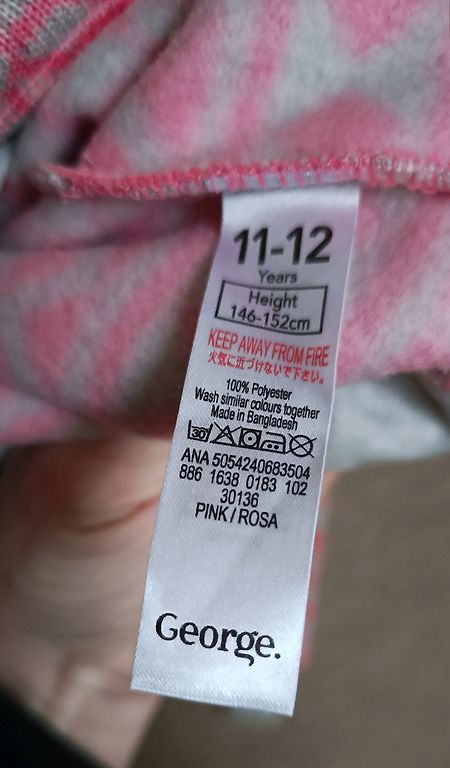 11-12
Years
Height
146-152cm
KEEP AWAY FROM FIRE
火気に近づけないで下さい。
100% Polyester
Wash similar colours together
Made in Bangladesh
30
ANA 5054240683504
886 1638 0183 102
30136
PINK / ROSA
George.